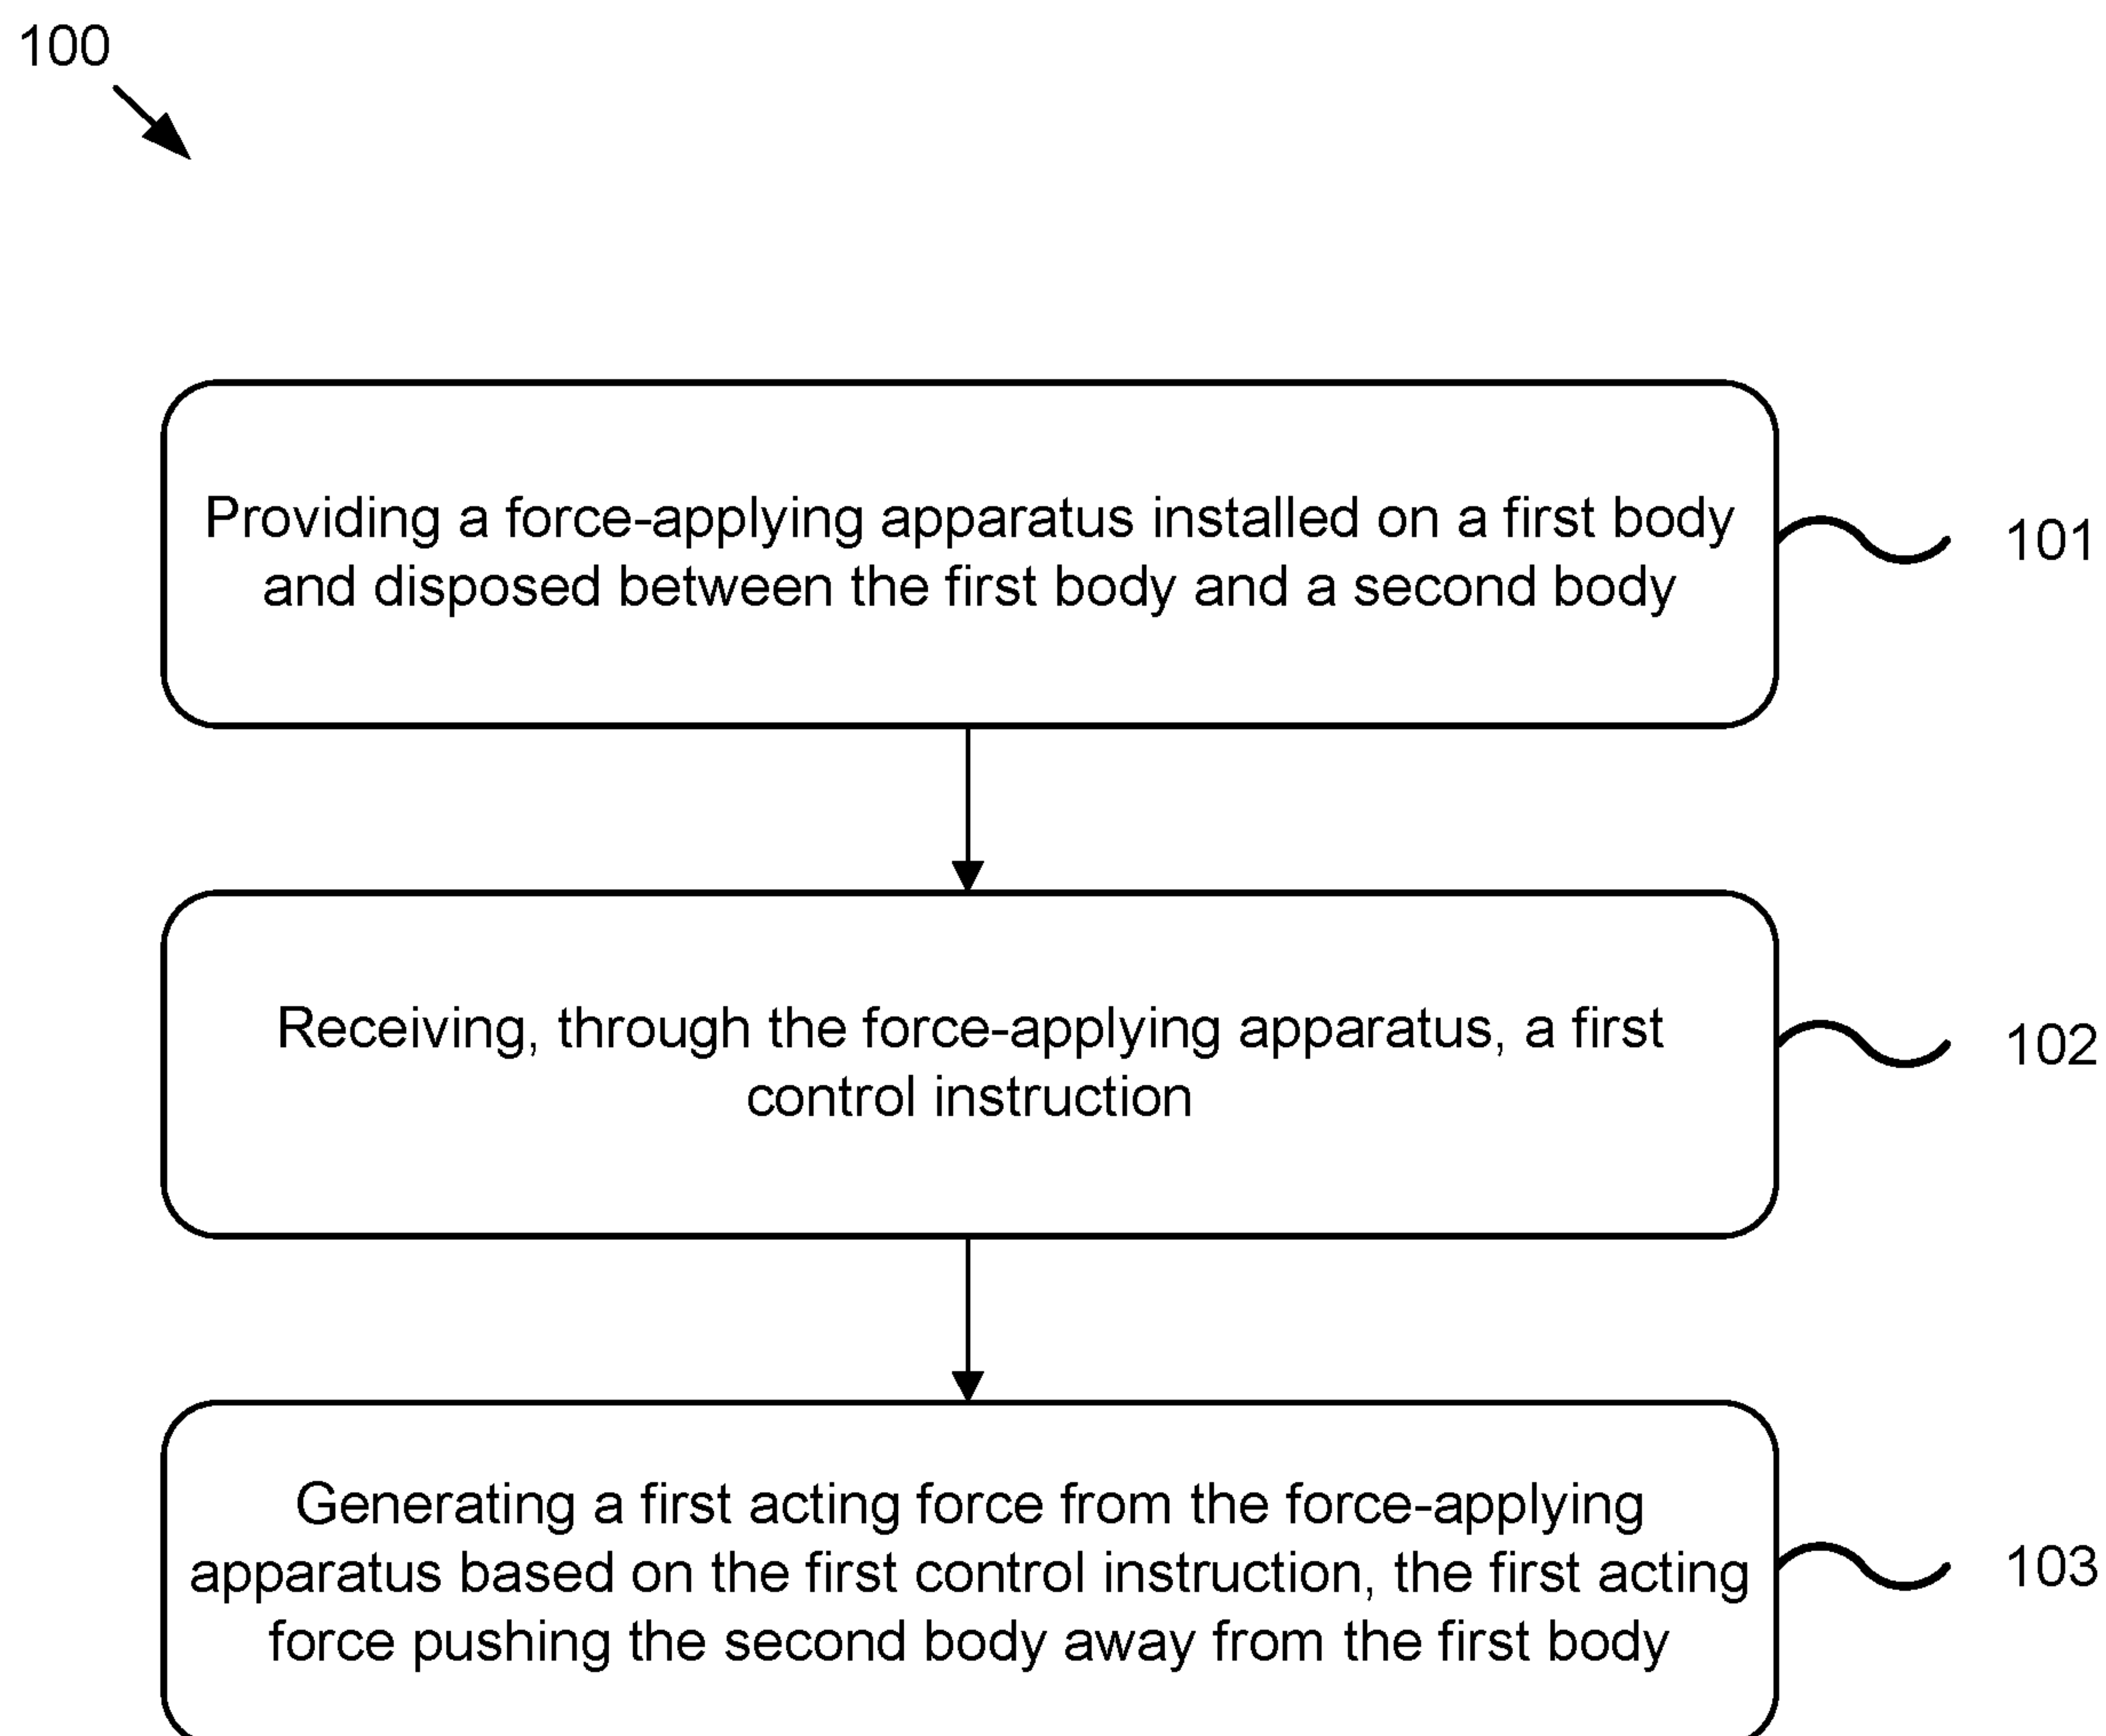 100
Providing a force-applying apparatus installed on a first body
and disposed between the first body and a second body
101
Receiving, through the force-applying apparatus, a first
control instruction
102
Generating a first acting force from the force-applying
apparatus based on the first control instruction, the first acting
force pushing the second body away from the first body
103